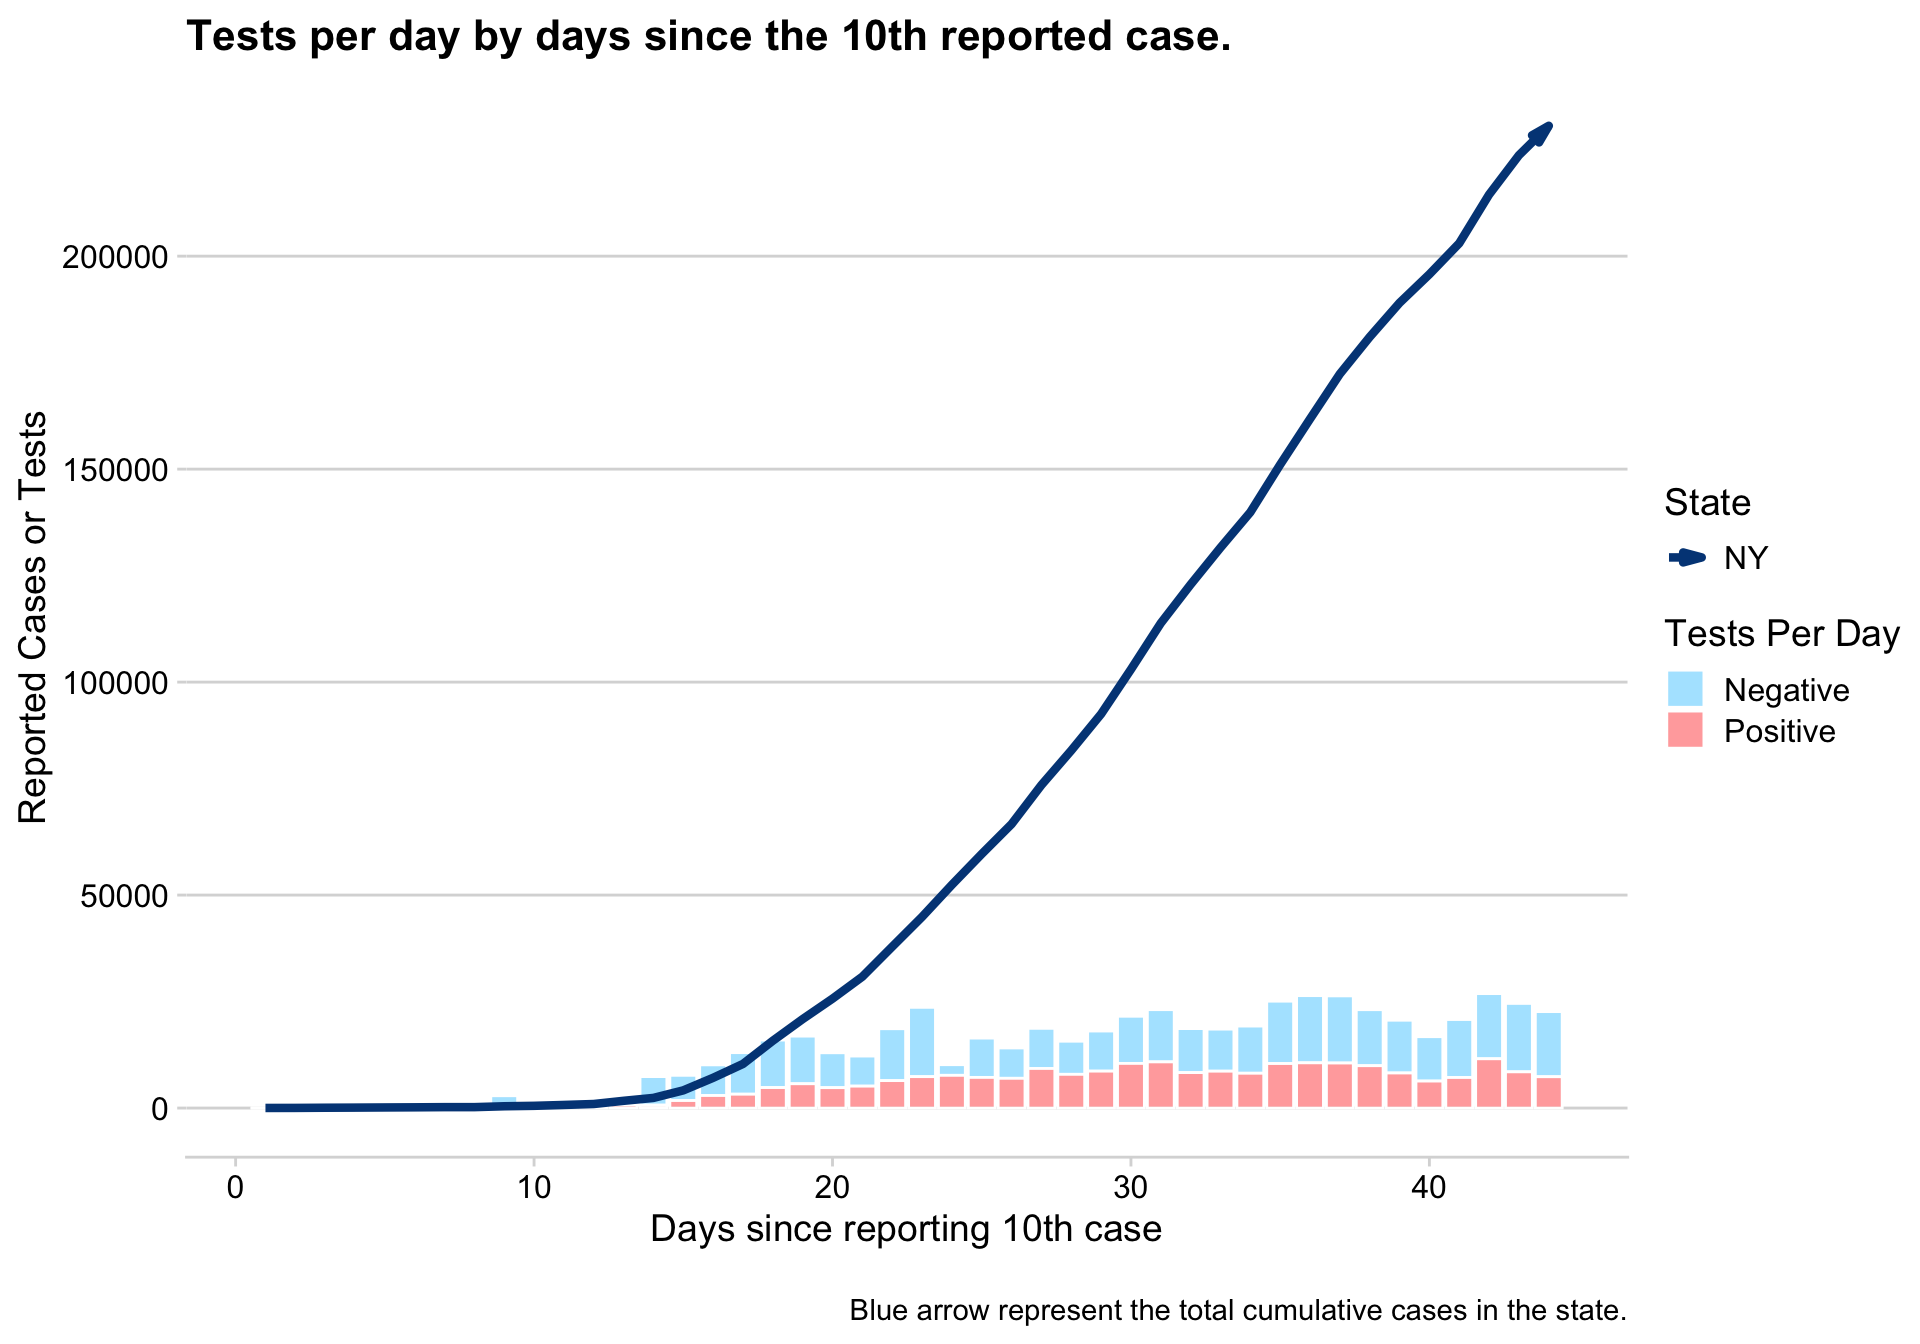 Tests per day by days since the 10th reported case.
Reported Cases or Tests
200000
150000
100000
50000
0
0
10
20
30
40
Days since reporting 10th case
State
NY
Tests Per Day
Negative
Positive
Blue arrow represent the total cumulative cases in the state.